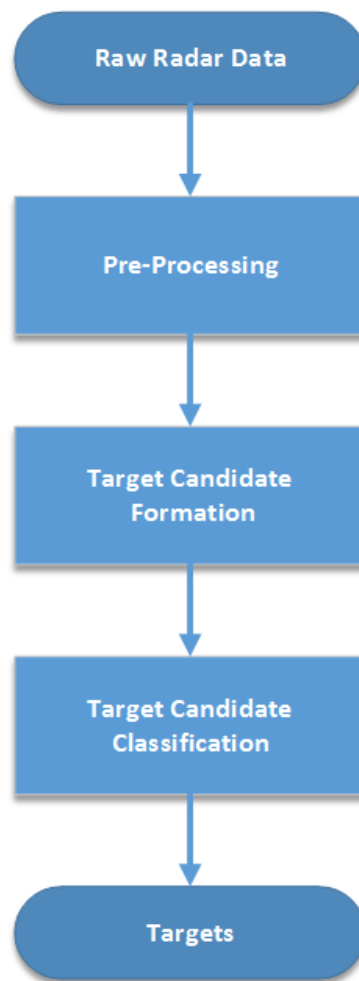 Raw Radar Data
Pre-Processing
Target Candidate
Formation
Target Candidate
Classification
Targets